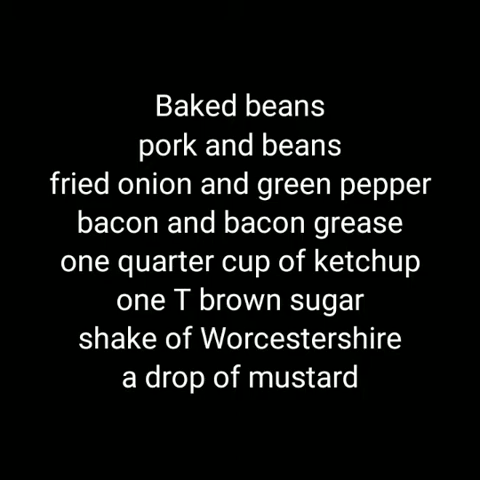 Baked beans
pork and beans
fried onion and green pepper
bacon and bacon grease
one quarter cup of ketchup
one T brown sugar
shake of Worcestershire
a drop of mustard